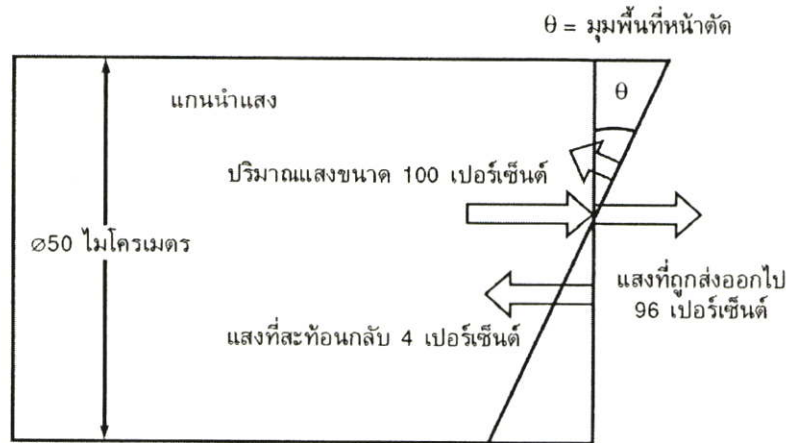 θ = มุมพื้นที่หน้าตัด
แกนนำแสง
θ
ปริมาณแสงขนาด 100 เปอร์เซ็นต์
⌀50 ไมโครเมตร
แสงที่ถูกส่งออกไป
96 เปอร์เซ็นต์
แสงที่สะท้อนกลับ 4 เปอร์เซ็นต์